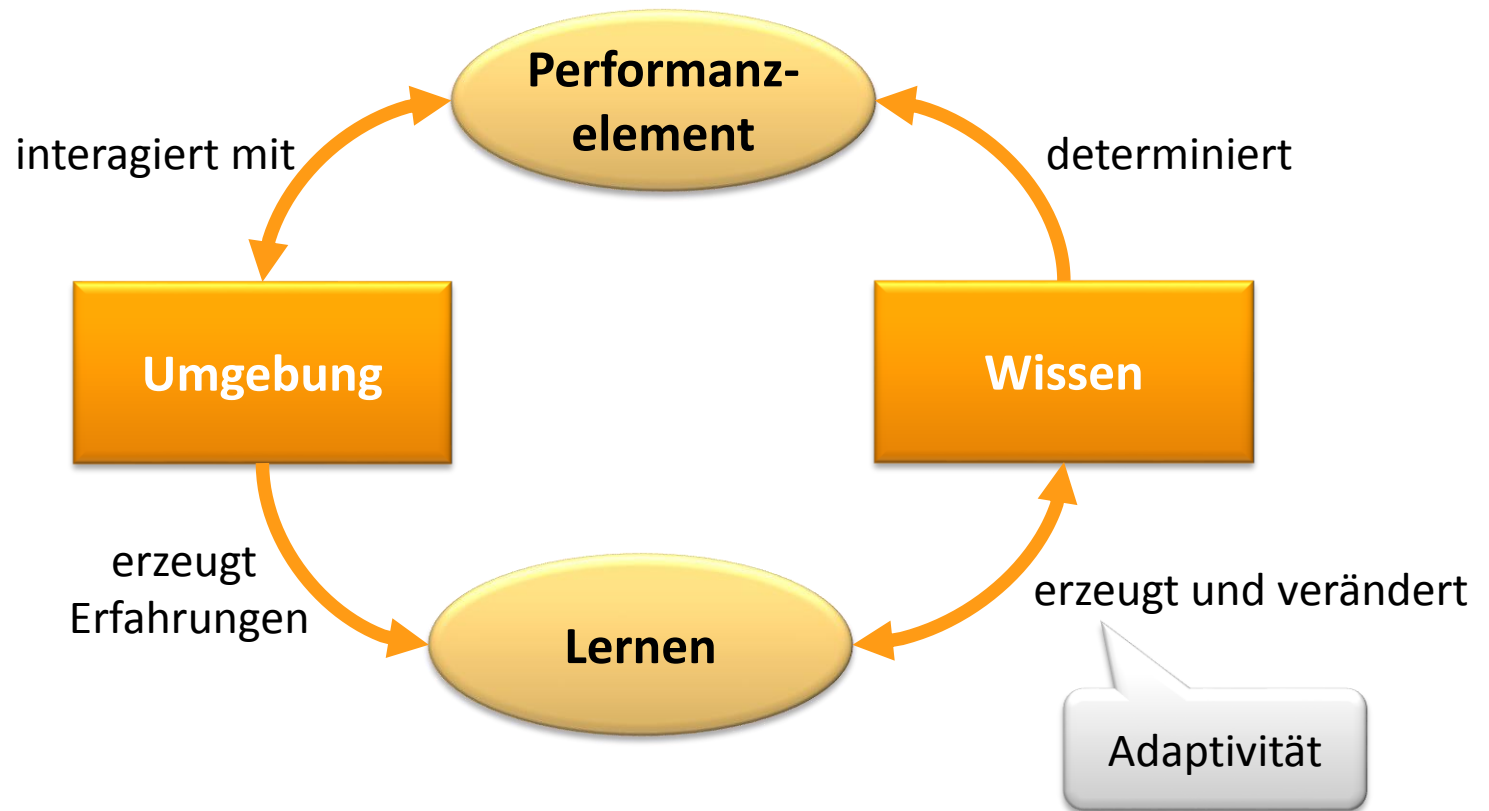 Performanz-
element
interagiert mit
determiniert
Umgebung
Wissen
erzeugt
Erfahrungen
erzeugt und verändert
Lernen
Adaptivität